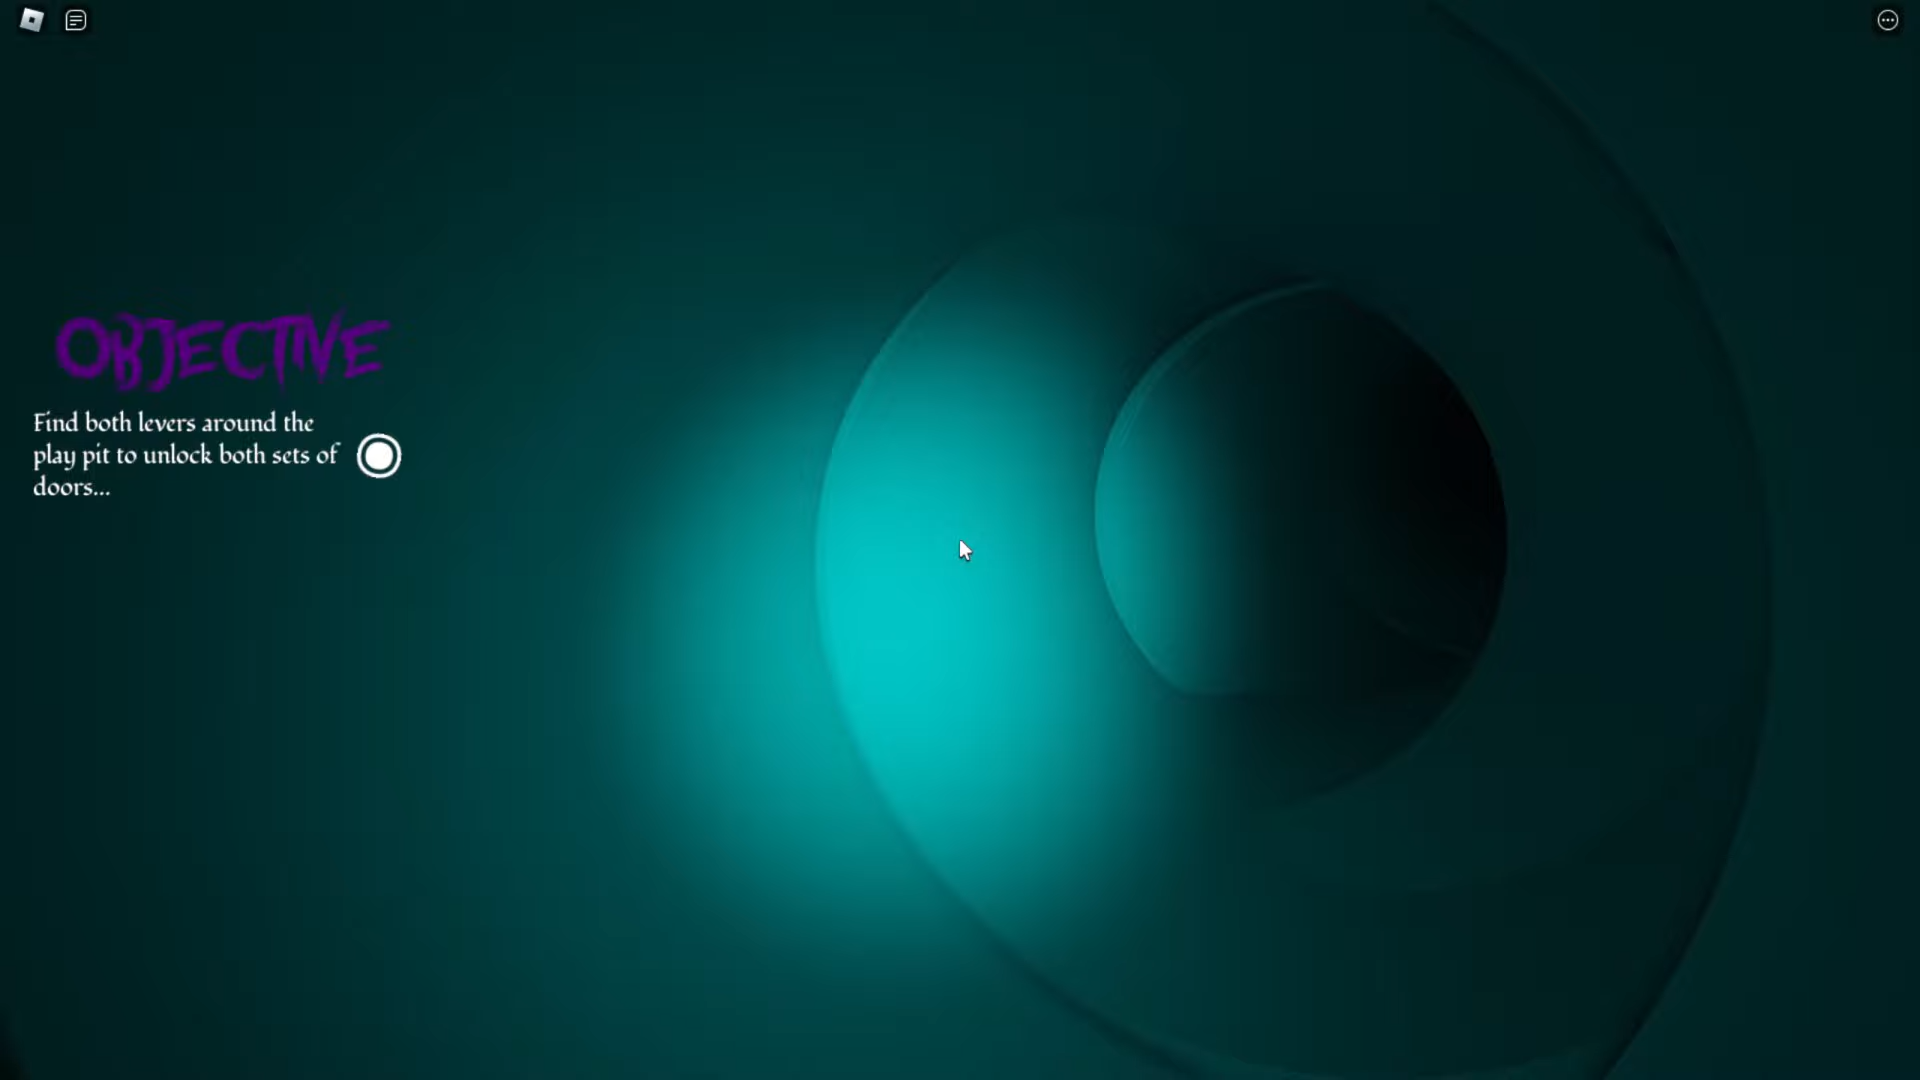 OBJECTIVE
Find both levers around the
play pit to unlock both sets of
doors...